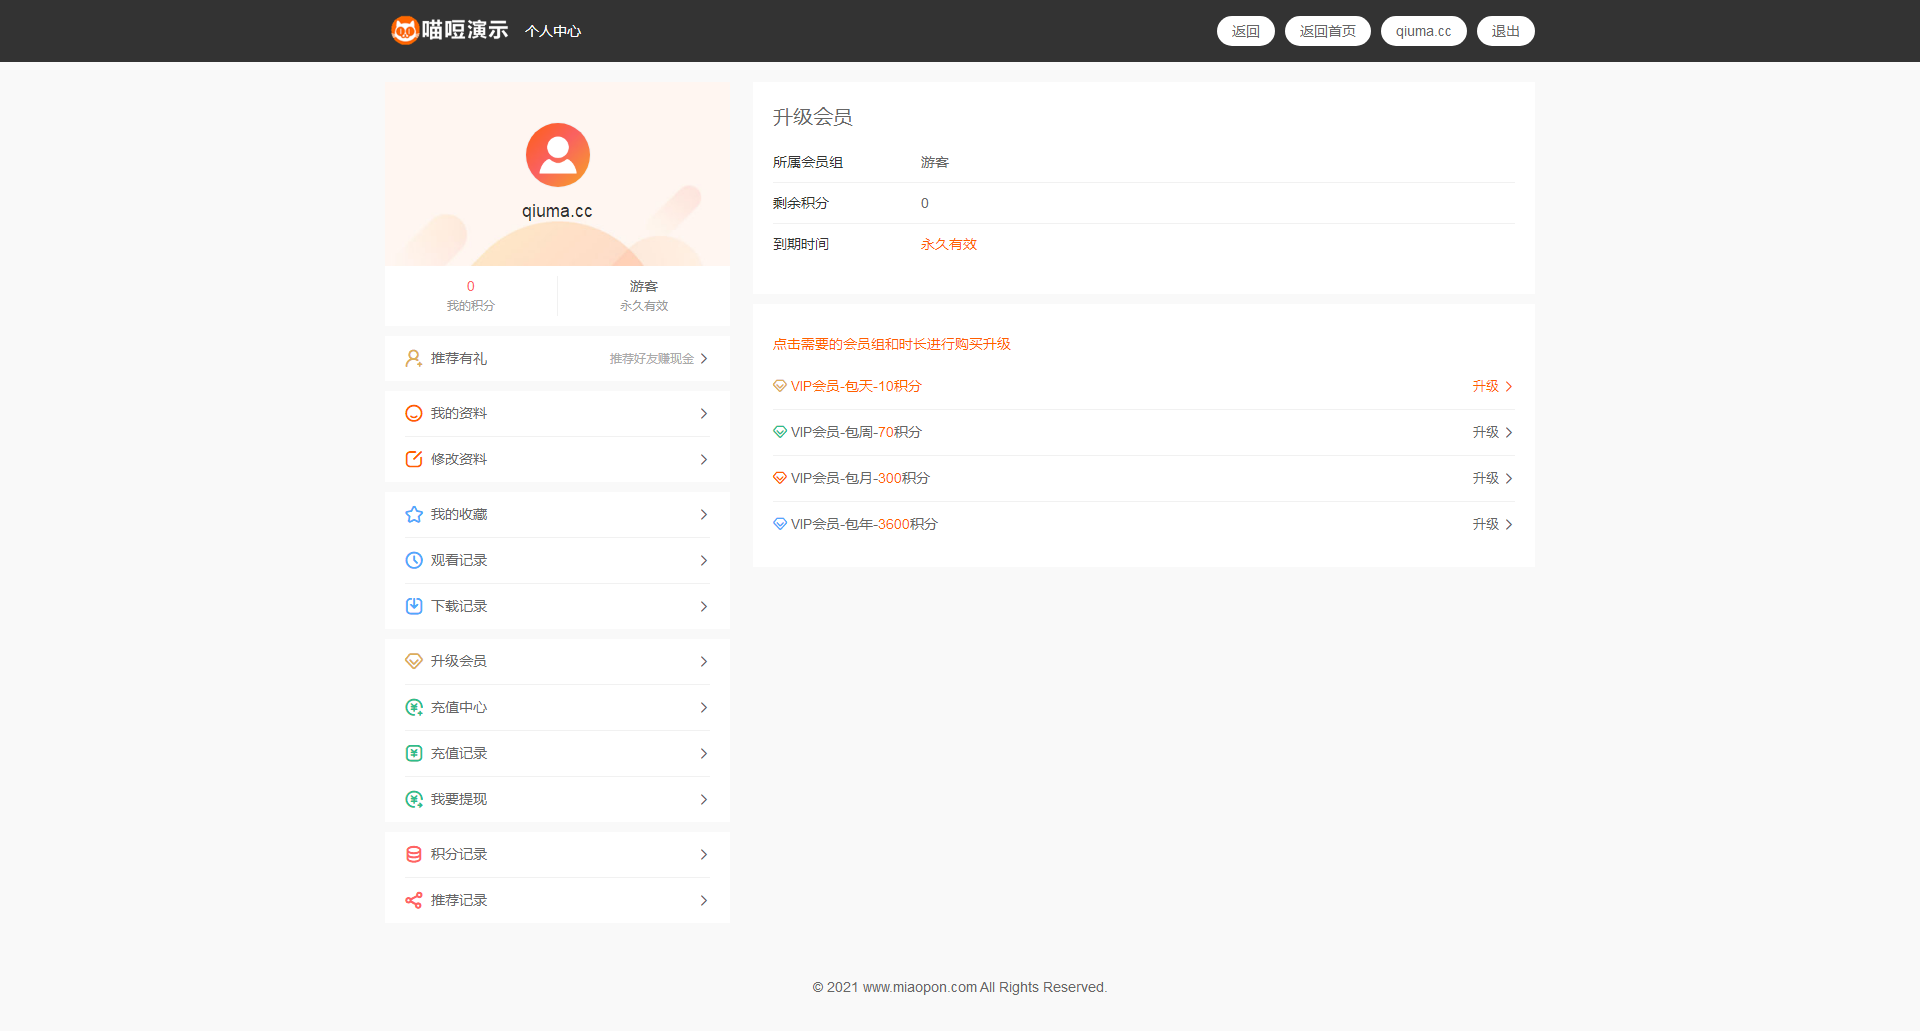 喵呾演示 个人中心 返回 返回首页 qiuma.cc 退出
qiuma.cc
0
我的积分
游客
永久有效
推荐有礼 推荐好友赚现金
我的资料
修改资料
我的收藏
观看记录
下载记录
升级会员
充值中心
充值记录
我要提现
积分记录
推荐记录
升级会员
所属会员组 游客
剩余积分 0
到期时间 永久有效
点击需要的会员组和时长进行购买升级
VIP会员-包天-10积分 升级
VIP会员-包周-70积分 升级
VIP会员-包月-300积分 升级
VIP会员-包年-3600积分 升级
© 2021 www.miaopon.com All Rights Reserved.